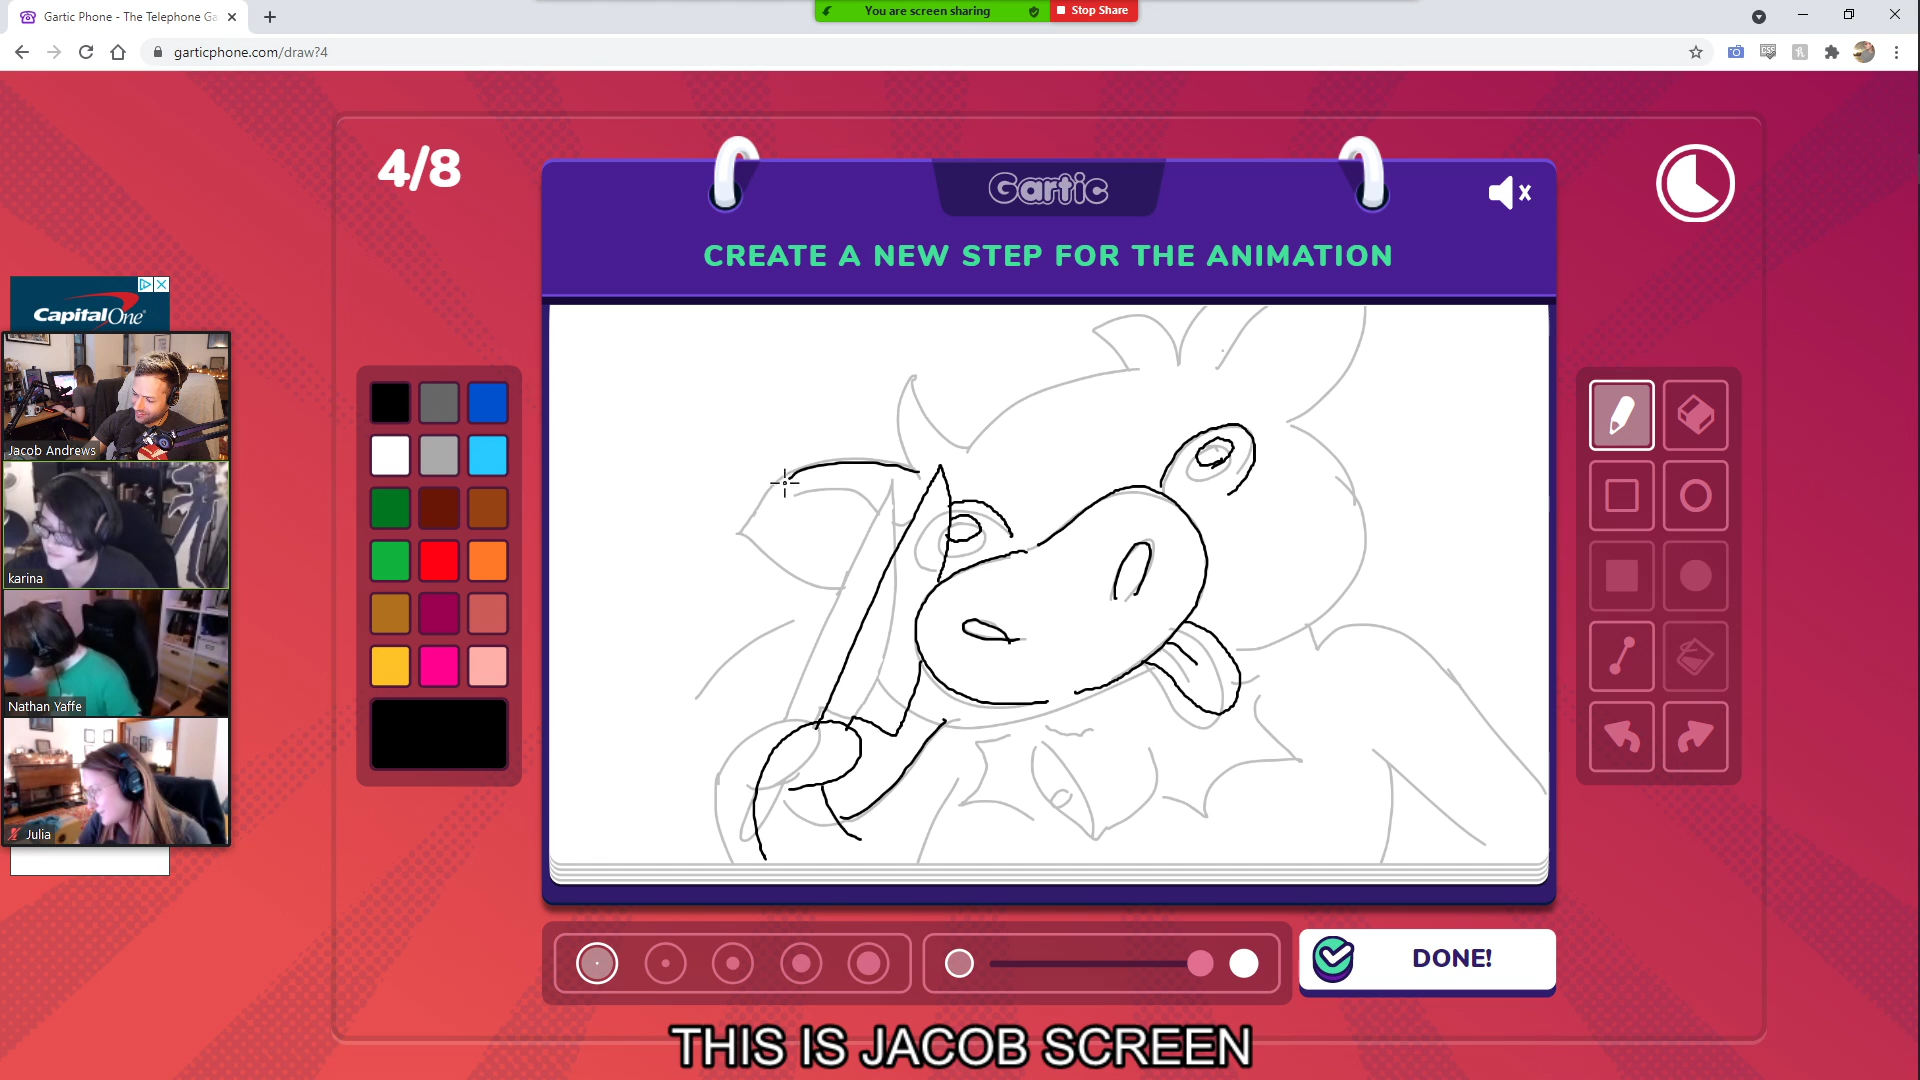 Gartic Phone - The Telephone Ga
You are screen sharing
Stop Share
garticphone.com/draw?4
CSS
4/8
Gartic
CREATE A NEW STEP FOR THE ANIMATION
Capital One
Jacob Andrews
karina
Nathan Yaffe
Julia
DONE!
THIS IS JACOB SCREEN